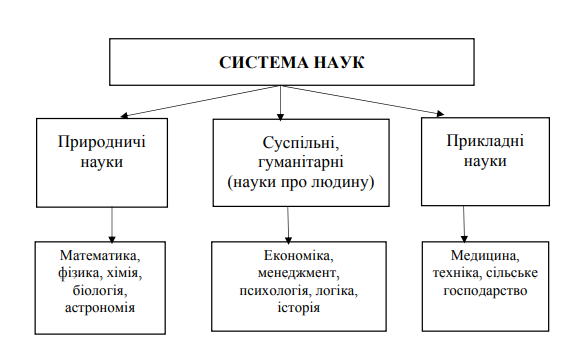 СИСТЕМА НАУК
Природничі
науки
Суспільні,
гуманітарні
(науки про людину)
Прикладні
науки
Математика,
фізика, хімія,
біологія,
астрономія
Економіка,
менеджмент,
психологія, логіка,
історія
Медицина,
техніка, сільське
господарство